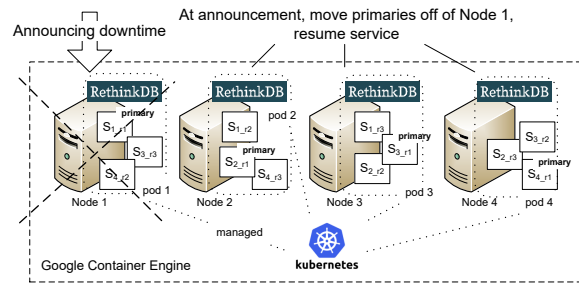 Announcing downtime
At announcement, move primaries off of Node 1,
resume service
RethinkDB
RethinkDB
RethinkDB
RethinkDB
primary
S1_r1
S3_r3
pod 1
Node 1
pod 2
S1_r2
primary
S2_r1
S4_r3
Node 2
S1_r3
primary
S3_r1
S2_r2
pod 3
Node 3
S3_r2
S2_r3
primary
S4_r1
Node 4
pod 4
managed
kubernetes
Google Container Engine